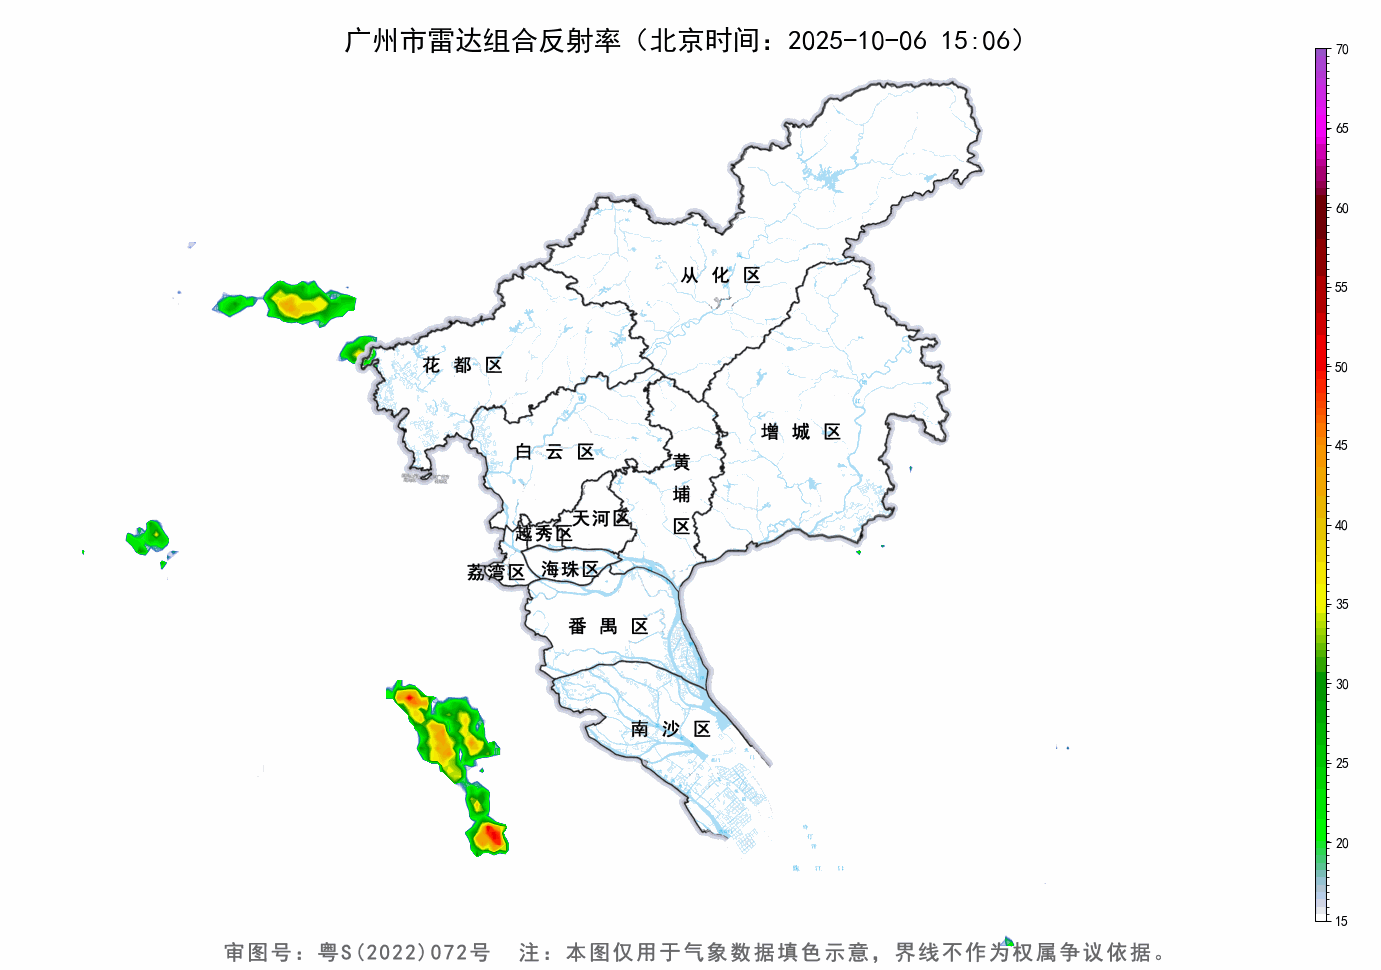 广州市雷达组合反射率（北京时间：2025-10-06 15:06）
70
65
60
55
50
45
40
35
30
25
20
15
从化区
花都区
增城区
白云区
黄埔区
天河区
越秀区
荔湾区
海珠区
番禺区
南沙区
审图号：粤S(2022)072号 注：本图仅用于气象数据填色示意，界线不作为权属争议依据。